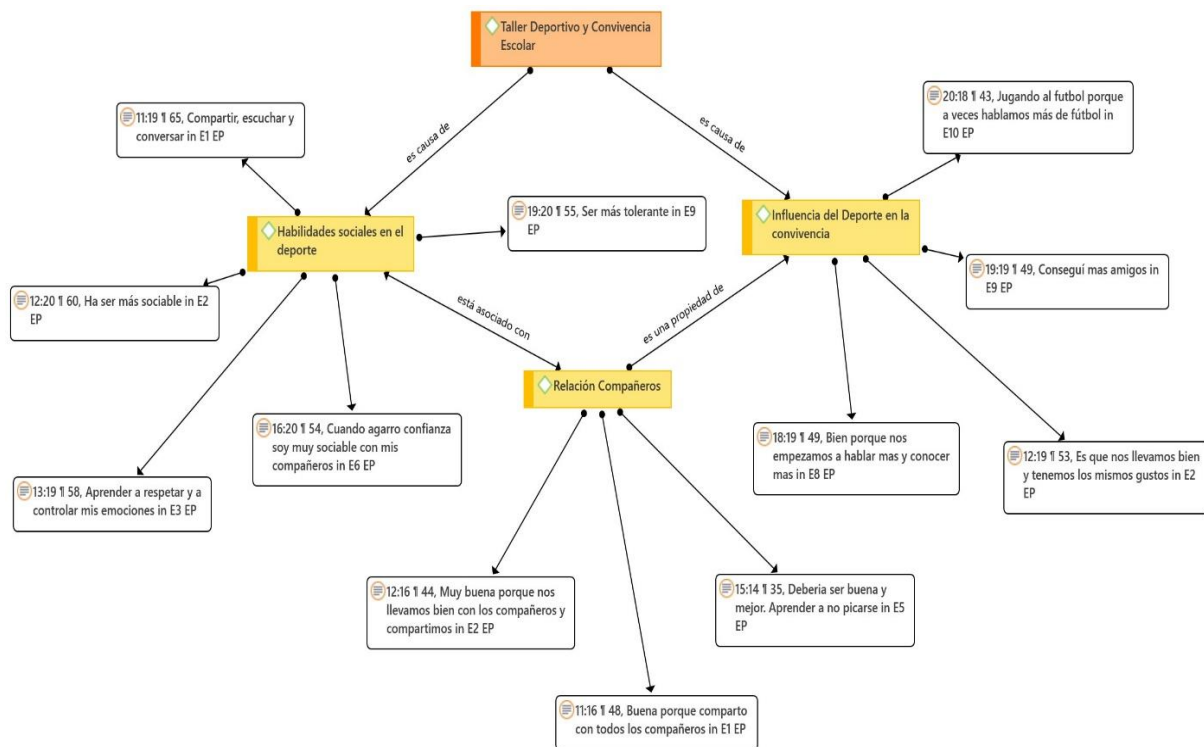 Taller Deportivo y Convivencia
Escolar
20:18 ¶ 43, Jugando al futbol porque
a veces hablamos más de fútbol in
E10 EP
11:19 ¶ 65, Compartir, escuchar y
conversar in E1 EP
es causa de
es causa de
19:20 ¶ 55, Ser más tolerante in E9
EP
Habilidades sociales en el
deporte
Influencia del Deporte en la
convivencia
19:19 ¶ 49, Conseguí mas amigos in
E9 EP
12:20 ¶ 60, Ha ser más sociable in E2
EP
está asociado con
es una propiedad de
Relación Compañeros
16:20 ¶ 54, Cuando agarro confianza
soy muy sociable con mis
compañeros in E6 EP
18:19 ¶ 49, Bien porque nos
empezamos a hablar mas y conocer
mas in E8 EP
12:19 ¶ 53, Es que nos llevamos bien
y tenemos los mismos gustos in E2
EP
13:19 ¶ 58, Aprender a respetar y a
controlar mis emociones in E3 EP
12:16 ¶ 44, Muy buena porque nos
llevamos bien con los compañeros y
compartimos in E2 EP
15:14 ¶ 35, Deberia ser buena y
mejor. Aprender a no picarse in E5
EP
11:16 ¶ 48, Buena porque comparto
con todos los compañeros in E1 EP